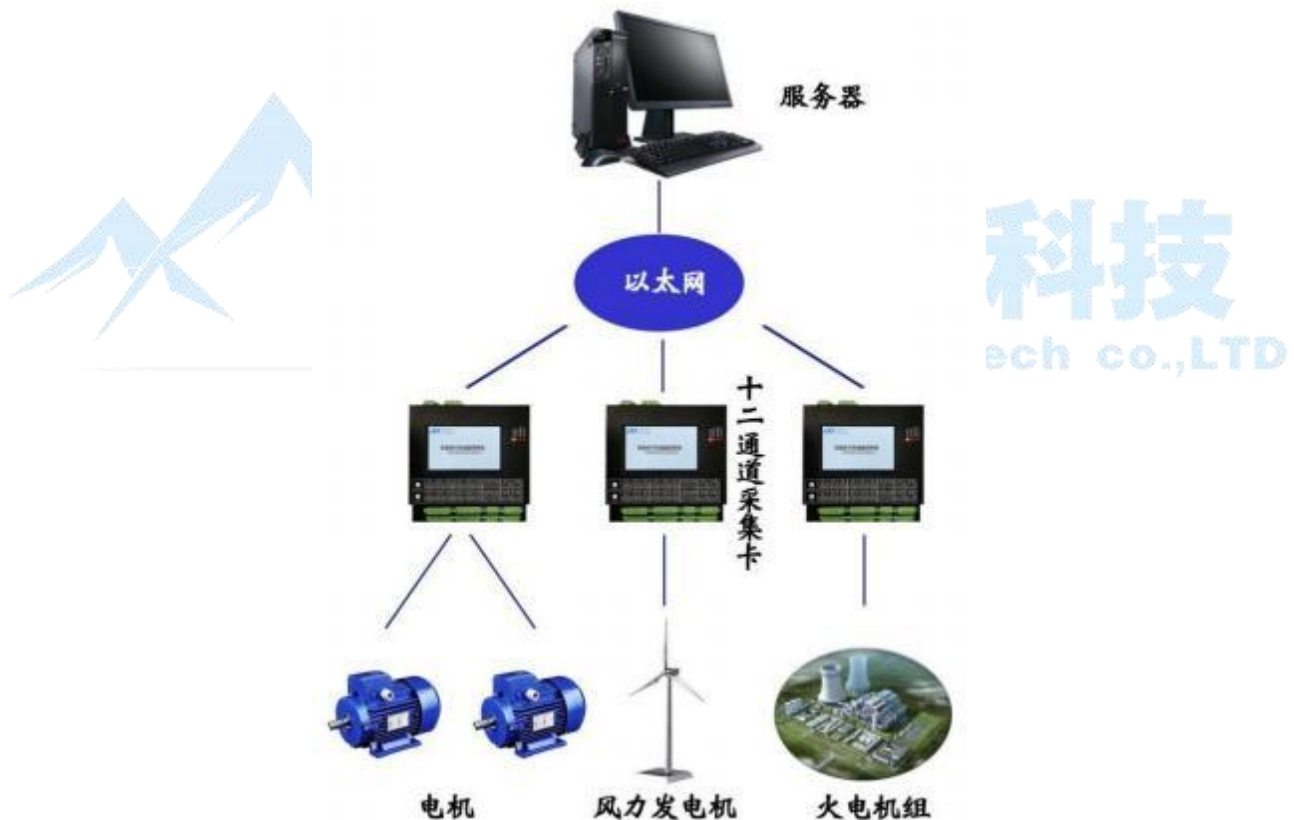 服务器
以太网
科技
ech co.,LTD
十二通道采集卡
电机
风力发电机
火电机组